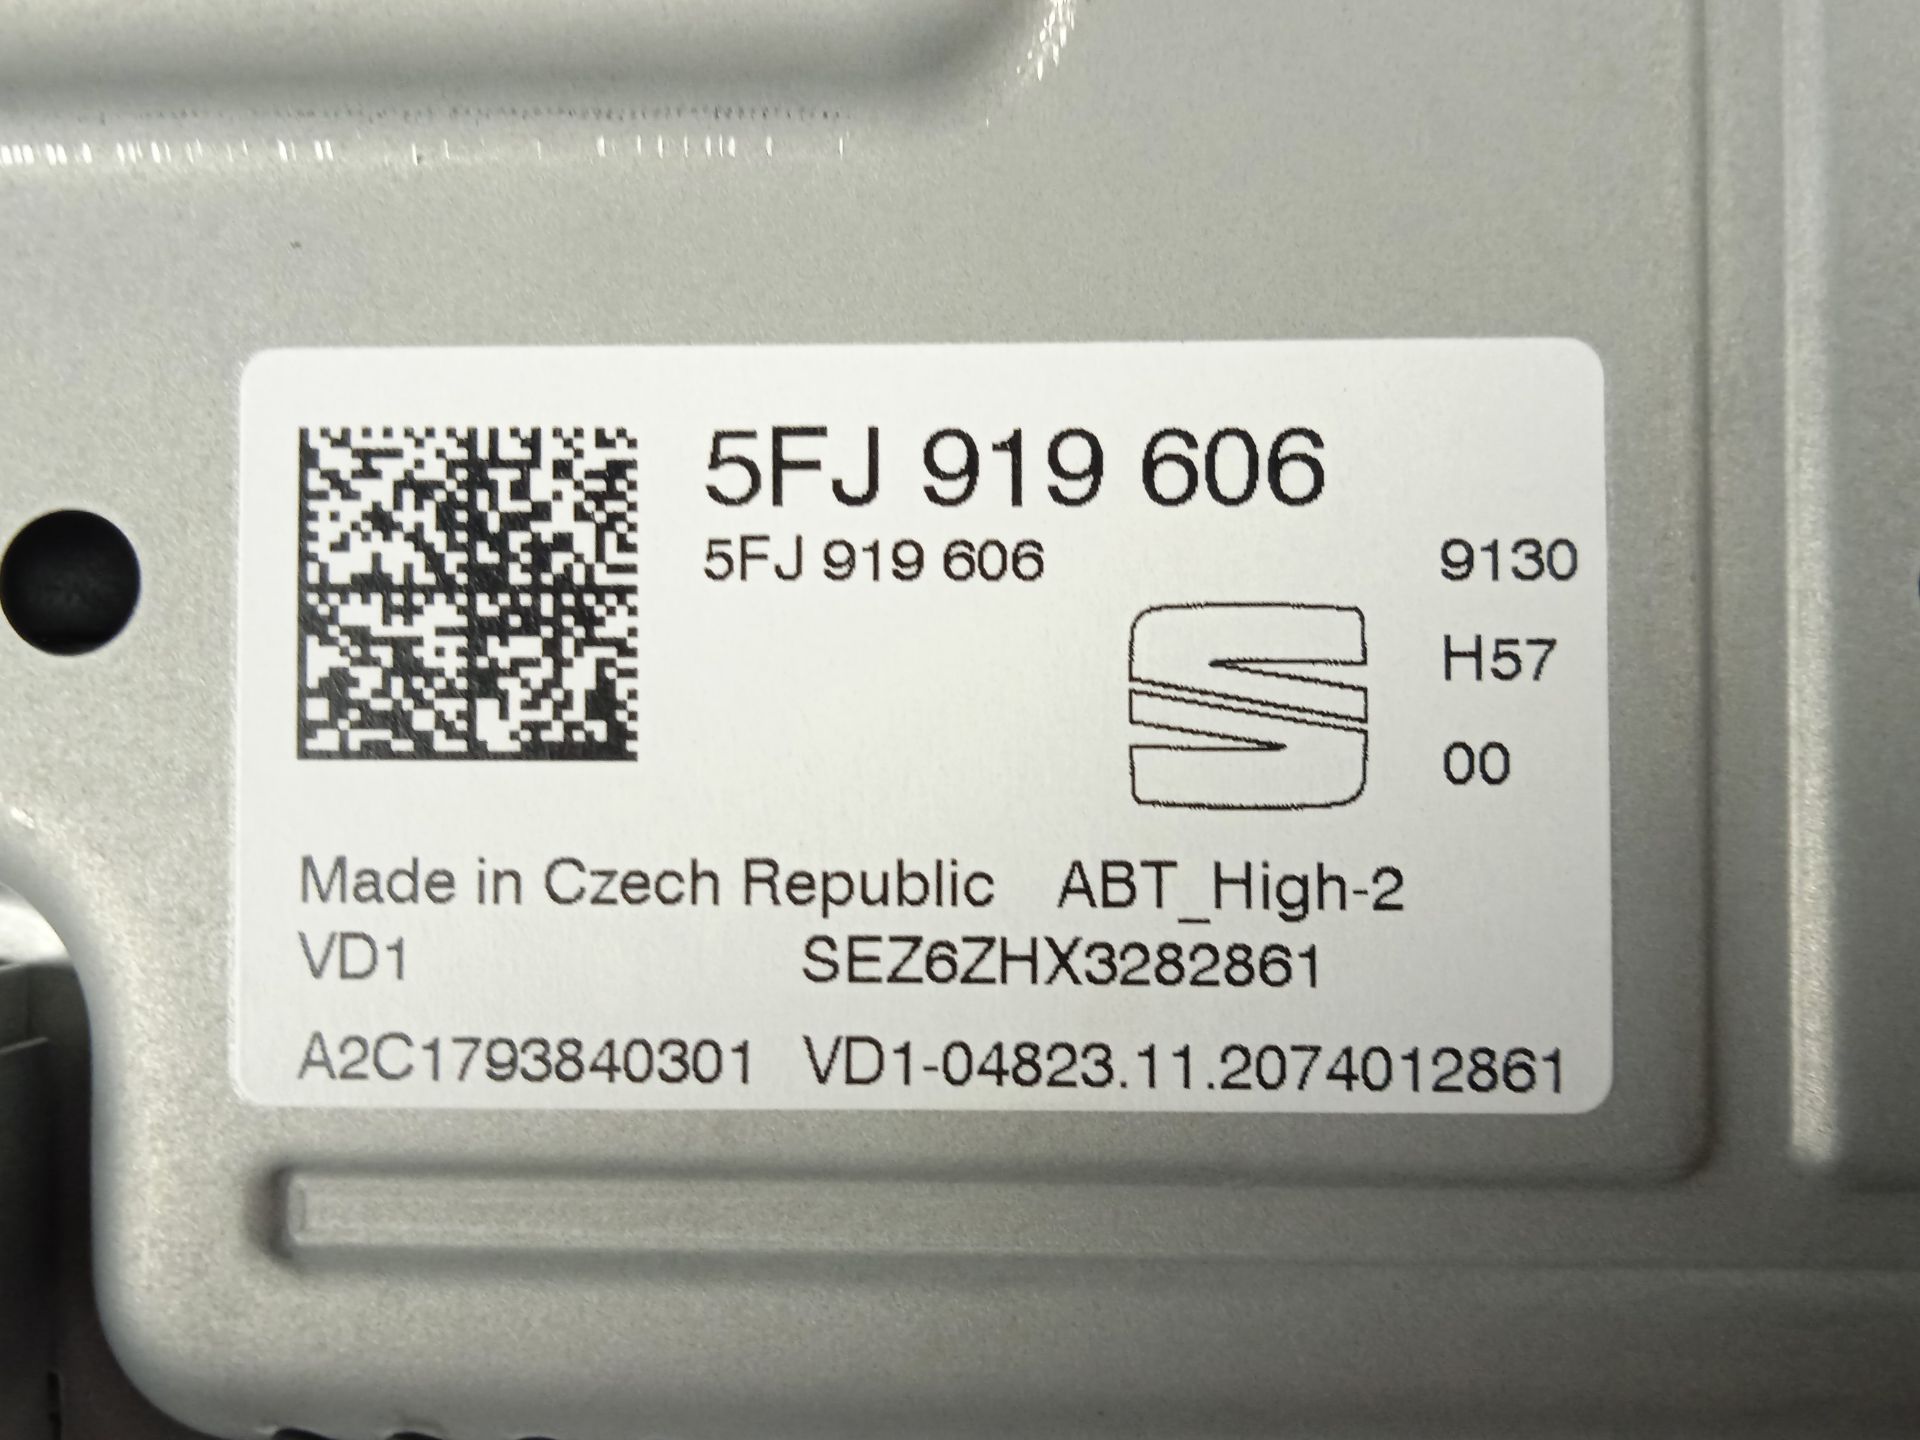 5FJ 919 606
5FJ 919 606 9130
H57
00
Made in Czech Republic ABT_High-2
VD1 SEZ6ZHX3282861
A2C1793840301 VD1-04823.11.2074012861